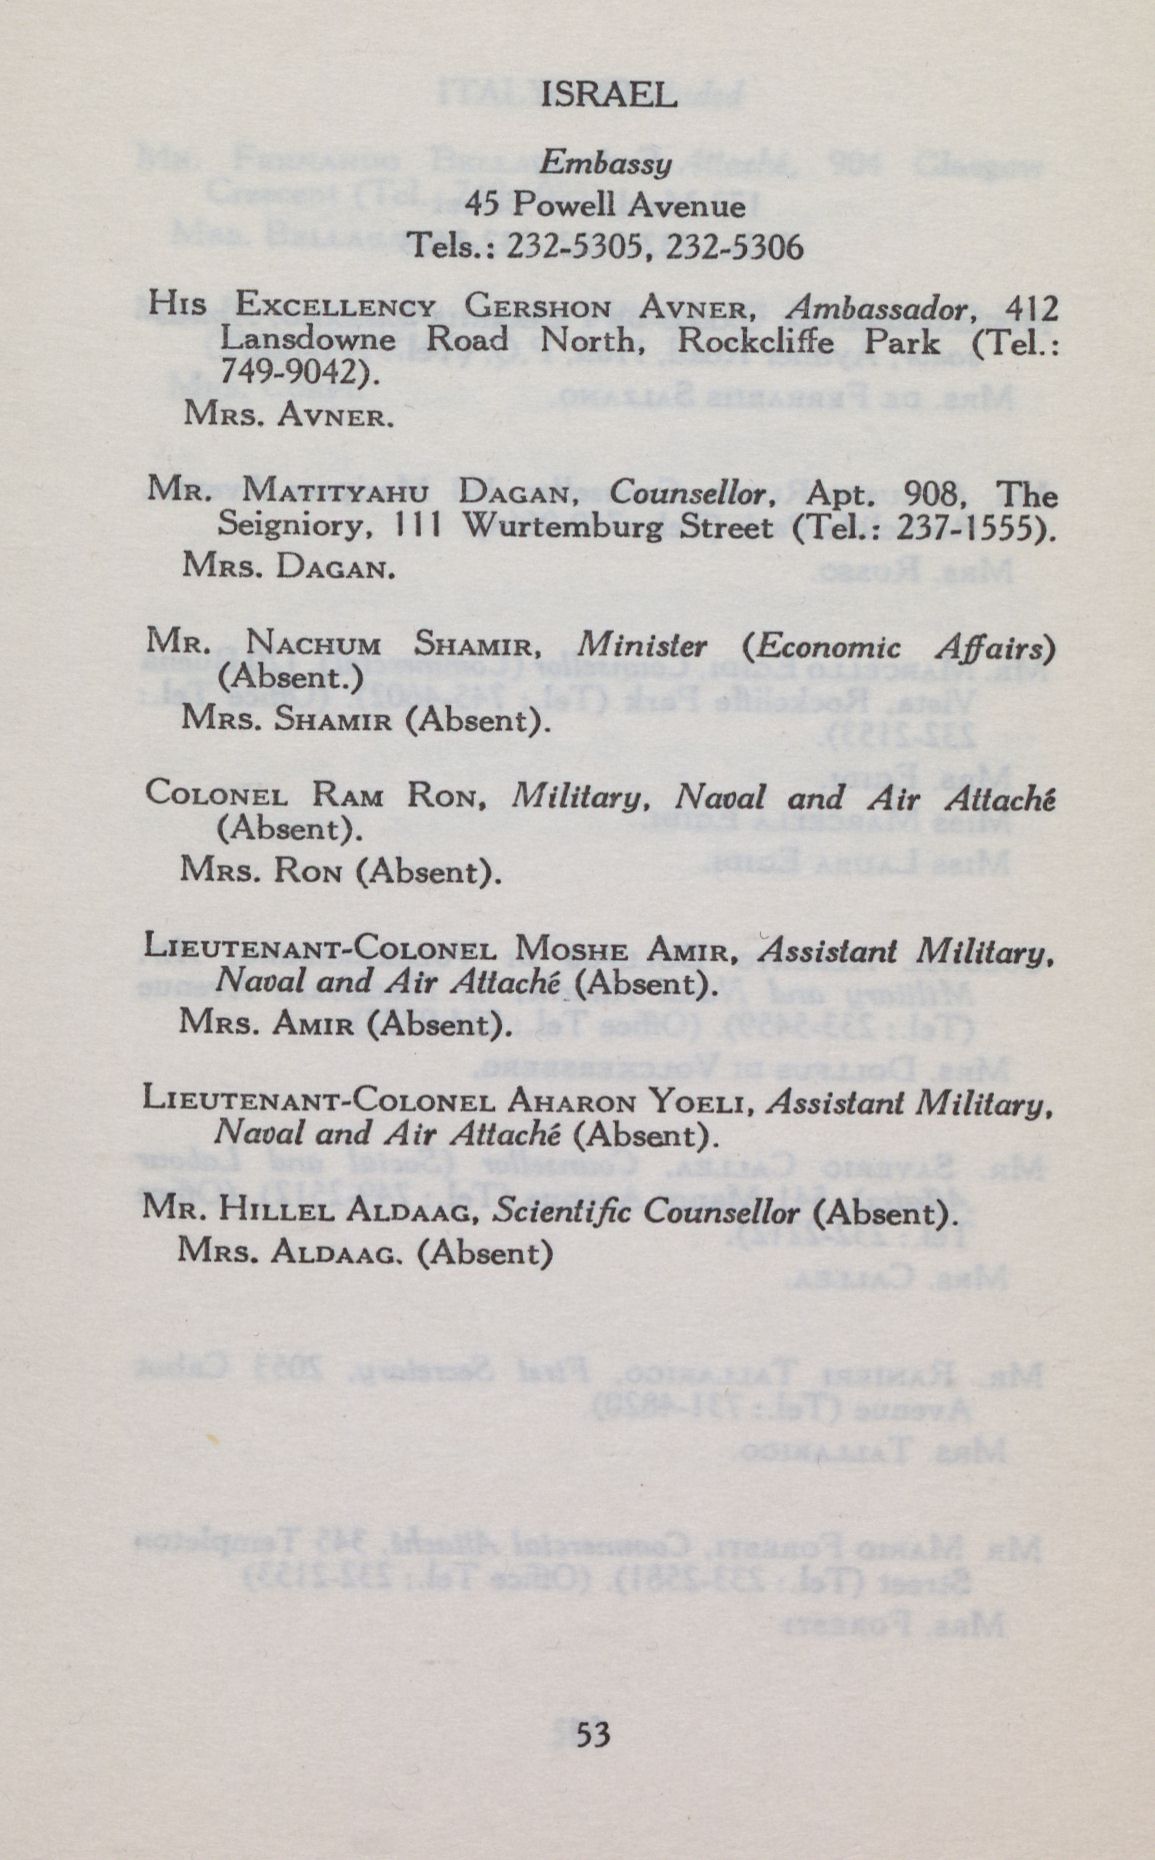 ISRAEL
Embassy
45 Powell Avenue
Tels.: 232-5305, 232-5306
HIS EXCELLENCY GERSHON AVNER, Ambassador, 412
Lansdowne Road North, Rockcliffe Park (Tel.:
749-9042).
MRS. AVNER.
MR. MATITYAHU DAGAN, Counsellor, Apt. 908, The
Seigniory, 111 Wurtemburg Street (Tel.: 237-1555).
MRS. DAGAN.
MR. NACHUM SHAMIR, Minister (Economic Affairs)
(Absent.)
MRS. SHAMIR (Absent).
COLONEL RAM RON, Military, Naval and Air Attaché
(Absent).
MRS. RON (Absent).
LIEUTENANT-COLONEL MOSHE AMIR, Assistant Military,
Naval and Air Attaché (Absent).
MRS. AMIR (Absent).
LIEUTENANT-COLONEL AHARON YOELI, Assistant Military,
Naval and Air Attaché (Absent).
MR. HILLEL ALDAAG, Scientific Counsellor (Absent).
MRS. ALDAAG. (Absent)
53